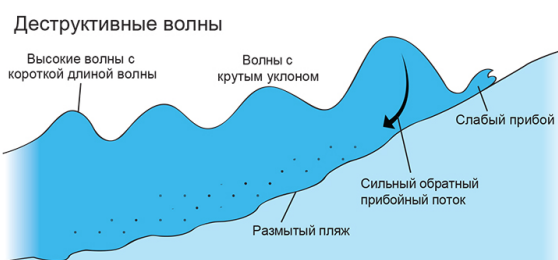 Деструктивные волны
Высокие волны с
короткой длиной волны
Волны с
крутым уклоном
Слабый прибой
Сильный обратный
прибойный поток
Размытый пляж